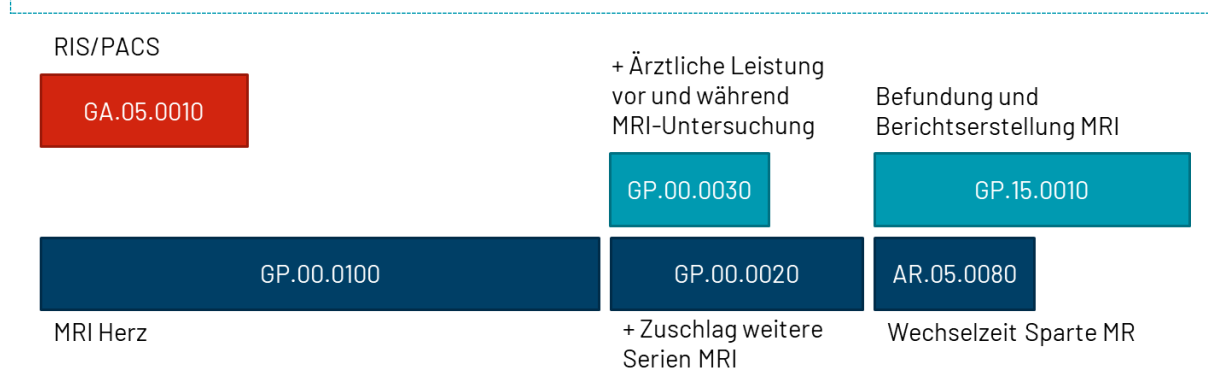 RIS/PACS
GA.05.0010
+ Ärztliche Leistung
vor und während
MRI-Untersuchung
Befundung und
Berichtserstellung MRI
GP.00.0030
GP.15.0010
GP.00.0100
GP.00.0020
AR.05.0080
MRI Herz
+ Zuschlag weitere
Serien MRI
Wechselzeit Sparte MR